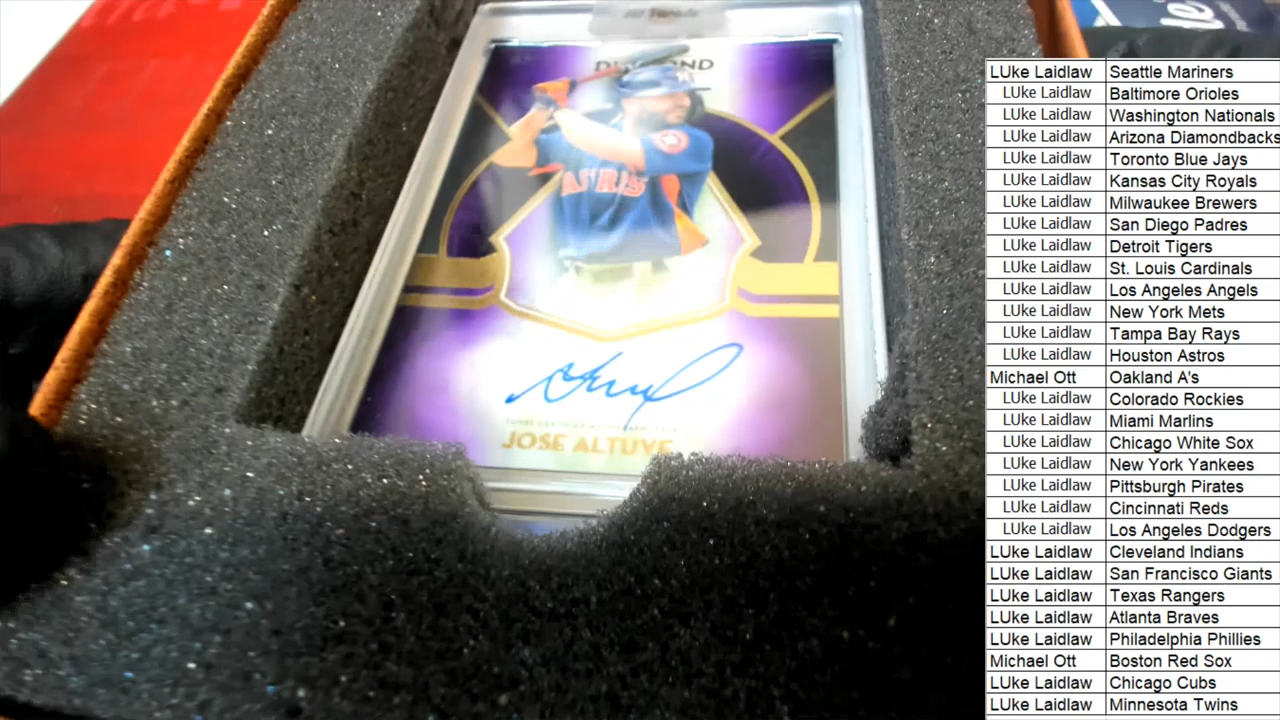 DIAMOND
ASTROS
JOSE ALTUVE
LUke Laidlaw Seattle Mariners
LUke Laidlaw Baltimore Orioles
LUke Laidlaw Washington Nationals
LUke Laidlaw Arizona Diamondbacks
LUke Laidlaw Toronto Blue Jays
LUke Laidlaw Kansas City Royals
LUke Laidlaw Milwaukee Brewers
LUke Laidlaw San Diego Padres
LUke Laidlaw Detroit Tigers
LUke Laidlaw St. Louis Cardinals
LUke Laidlaw Los Angeles Angels
LUke Laidlaw New York Mets
LUke Laidlaw Tampa Bay Rays
LUke Laidlaw Houston Astros
Michael Ott Oakland A's
LUke Laidlaw Colorado Rockies
LUke Laidlaw Miami Marlins
LUke Laidlaw Chicago White Sox
LUke Laidlaw New York Yankees
LUke Laidlaw Pittsburgh Pirates
LUke Laidlaw Cincinnati Reds
LUke Laidlaw Los Angeles Dodgers
LUke Laidlaw Cleveland Indians
LUke Laidlaw San Francisco Giants
LUke Laidlaw Texas Rangers
LUke Laidlaw Atlanta Braves
LUke Laidlaw Philadelphia Phillies
Michael Ott Boston Red Sox
LUke Laidlaw Chicago Cubs
LUke Laidlaw Minnesota Twins